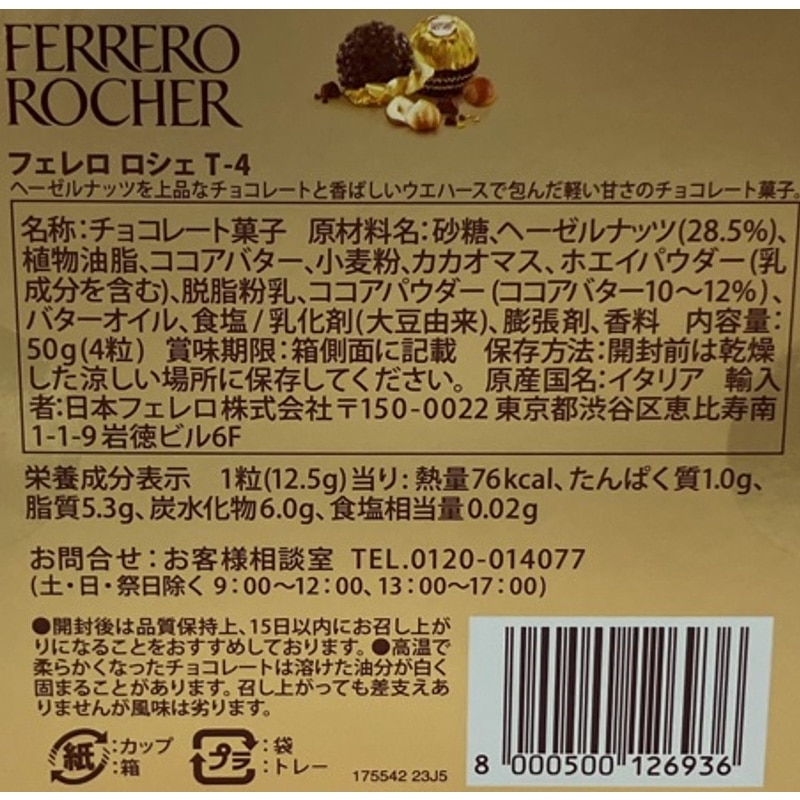 FERRERO
ROCHER
フェレロ ロシェ T-4
ヘーゼルナッツを上品なチョコレートと香ばしいウエハースで包んだ軽い甘さのチョコレート菓子。
名称：チョコレート菓子　原材料名：砂糖、ヘーゼルナッツ(28.5%)、
植物油脂、ココアバター、小麦粉、カカオマス、ホエイパウダー(乳
成分を含む)、脱脂粉乳、ココアパウダー(ココアバター10〜12%)、
バターオイル、食塩/乳化剤(大豆由来)、膨張剤、香料　内容量：
50g(4粒)　賞味期限：箱側面に記載　保存方法：開封前は乾燥
した涼しい場所に保存してください。　原産国名：イタリア　輸入
者：日本フェレロ株式会社〒150-0022 東京都渋谷区恵比寿南
1-1-9 岩徳ビル6F
栄養成分表示　1粒(12.5g)当り：熱量76kcal、たんぱく質1.0g、
脂質5.3g、炭水化物6.0g、食塩相当量0.02g
お問合せ：お客様相談室 TEL.0120-014077
(土・日・祭日除く 9：00〜12：00、13：00〜17：00)
●開封後は品質保持上、15日以内にお召し上が
りになることをおすすめしております。●高温で
柔らかくなったチョコレートは溶けた油分が白く
固まることがあります。召し上がっても差支えあ
りませんが風味は劣ります。
紙：カップ
：箱
プラ：袋
：トレー
175542 23J5
8 000500 126936